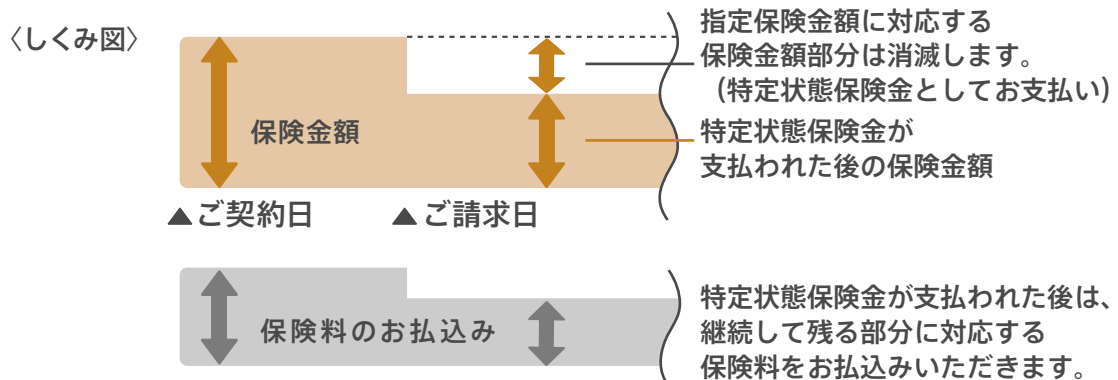 〈しくみ図〉
指定保険金額に対応する
保険金額部分は消滅します。
（特定状態保険金としてお支払い）
保険金額
特定状態保険金が
支払われた後の保険金額
▲ご契約日
▲ご請求日
保険料のお払込み
特定状態保険金が支払われた後は、
継続して残る部分に対応する
保険料をお払込みいただきます。